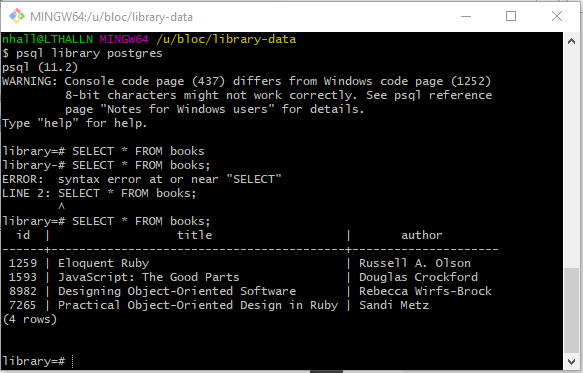 MINGW64:/u/bloc/library-data
nhall@LTHALLN MINGW64 /u/bloc/library-data
$ psql library postgres
psql (11.2)
WARNING: Console code page (437) differs from Windows code page (1252)
         8-bit characters might not work correctly. See psql reference
         page "Notes for Windows users" for details.
Type "help" for help.

library=# SELECT * FROM books
library-# SELECT * FROM books;
ERROR:  syntax error at or near "SELECT"
LINE 2: SELECT * FROM books;
        ^
library=# SELECT * FROM books;
  id  |                 title                  |       author
------+----------------------------------------+--------------------
 1259 | Eloquent Ruby                          | Russell A. Olson
 1593 | JavaScript: The Good Parts             | Douglas Crockford
 8982 | Designing Object-Oriented Software     | Rebecca Wirfs-Brock
 7265 | Practical Object-Oriented Design in Ruby | Sandi Metz
(4 rows)

library=#